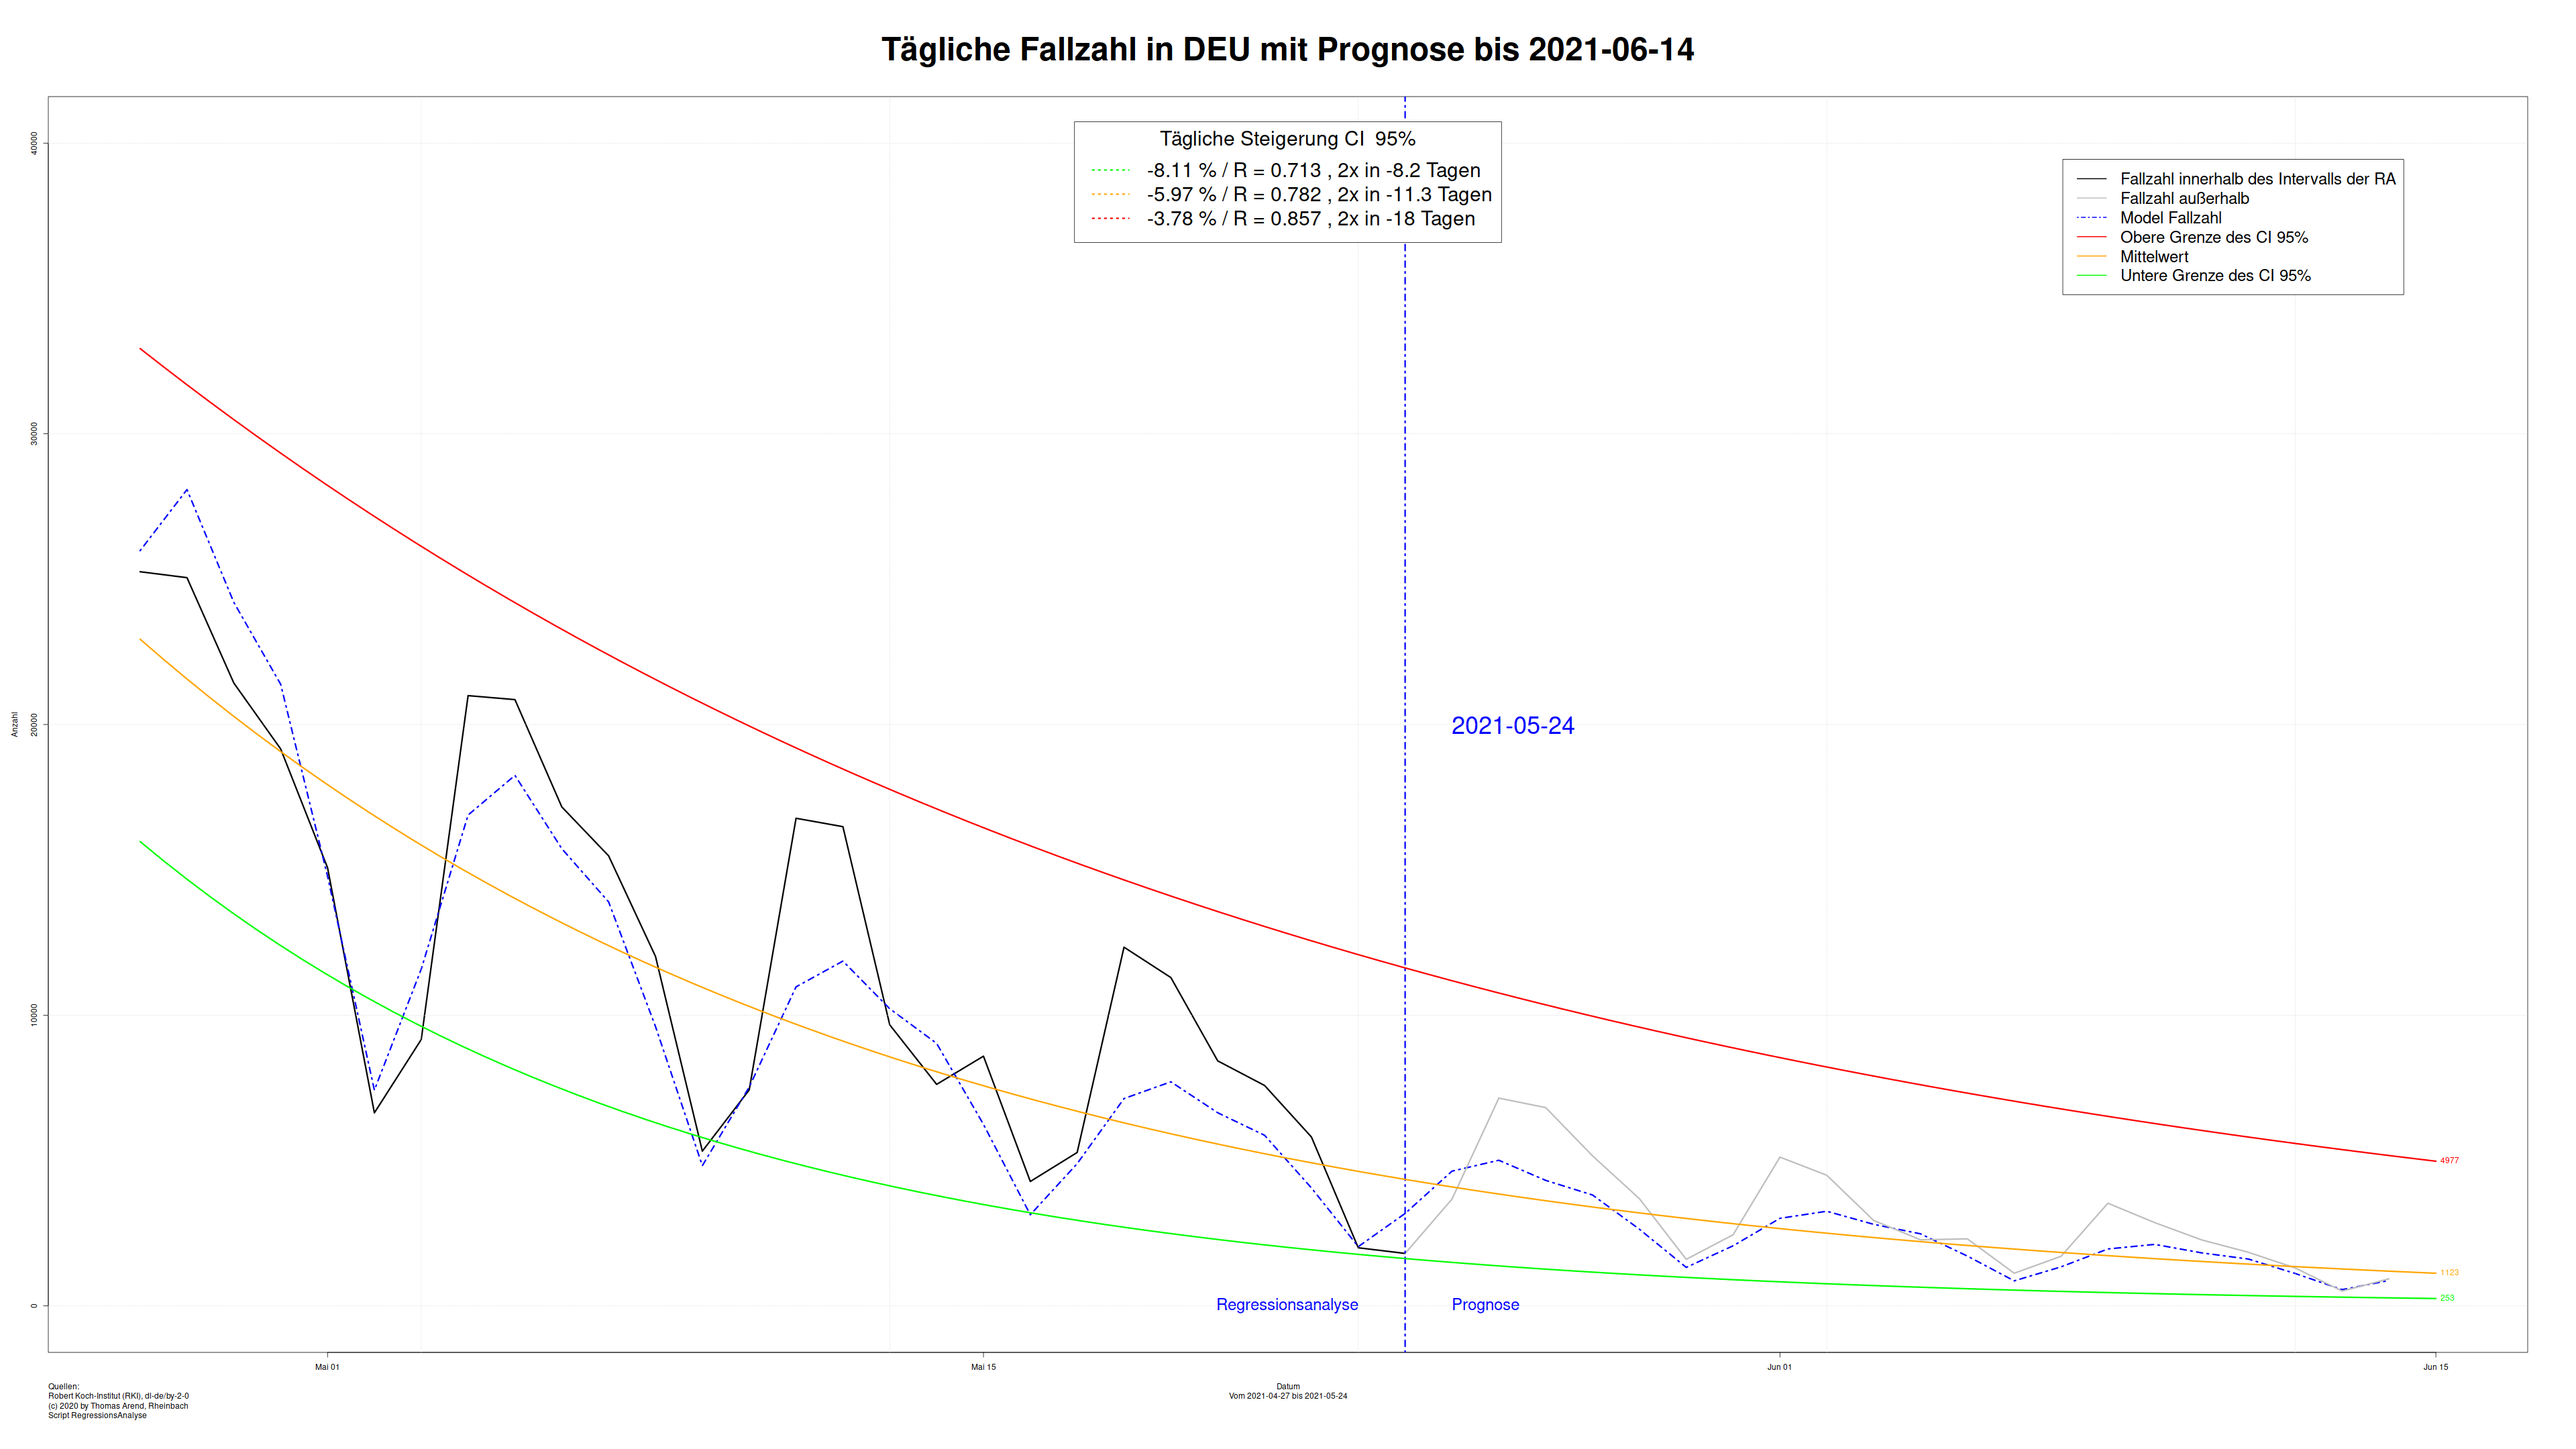 Tägliche Fallzahl in DEU mit Prognose bis 2021-06-14
Tägliche Steigerung CI  95%
-8.11 % / R = 0.713 , 2x in -8.2 Tagen
-5.97 % / R = 0.782 , 2x in -11.3 Tagen
-3.78 % / R = 0.857 , 2x in -18 Tagen
Fallzahl innerhalb des Intervalls der RA
Fallzahl außerhalb
Model Fallzahl
Obere Grenze des CI 95%
Mittelwert
Untere Grenze des CI 95%
40000
30000
20000
10000
0
Anzahl
2021-05-24
Regressionsanalyse
Prognose
4977
1123
253
Mai 01
Mai 15
Jun 01
Jun 15
Datum
Vom 2021-04-27 bis 2021-05-24
Quellen:
Robert Koch-Institut (RKI), dl-de/by-2-0
(c) 2020 by Thomas Arend, Rheinbach
Script RegressionsAnalyse